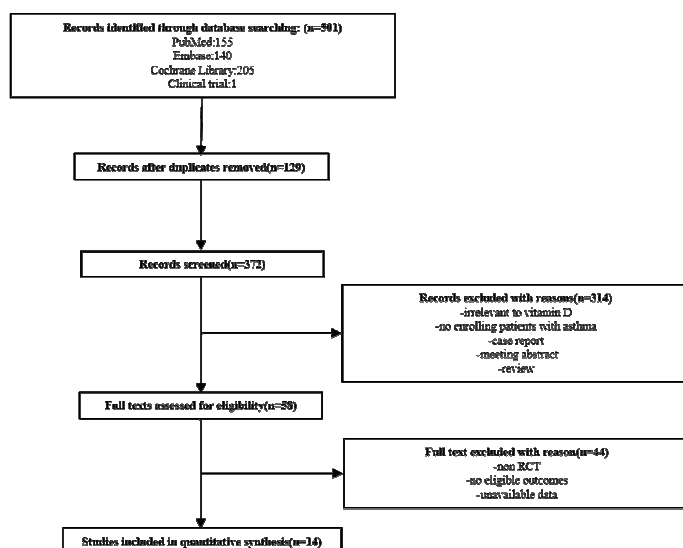 Records identified through database searching: (n=501)
PubMed:155
Embase:140
Cochrane Library:205
Clinical trial:1
Records after duplicates removed(n=129)
Records screened(n=372)
Records excluded with reasons(n=314)
-irrelevant to vitamin D
-no enrolling patients with asthma
-case report
-meeting abstract
-review
Full texts assessed for eligibility(n=58)
Full text excluded with reason(n=44)
-non RCT
-no eligible outcomes
-unavailable data
Studies included in quantitative synthesis(n=14)